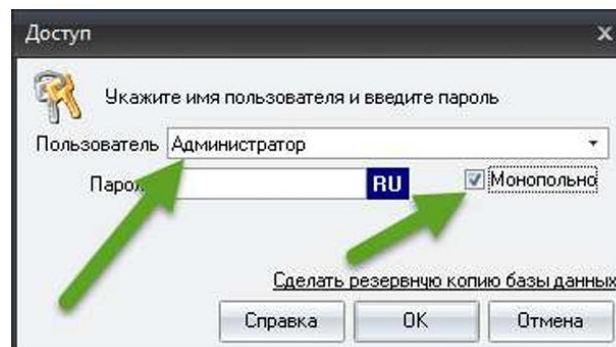 Доступ
Укажите имя пользователя и введите пароль
Пользователь Администратор
RU Монопольно
Сделать резервную копию базы данных
Справка OK Отмена